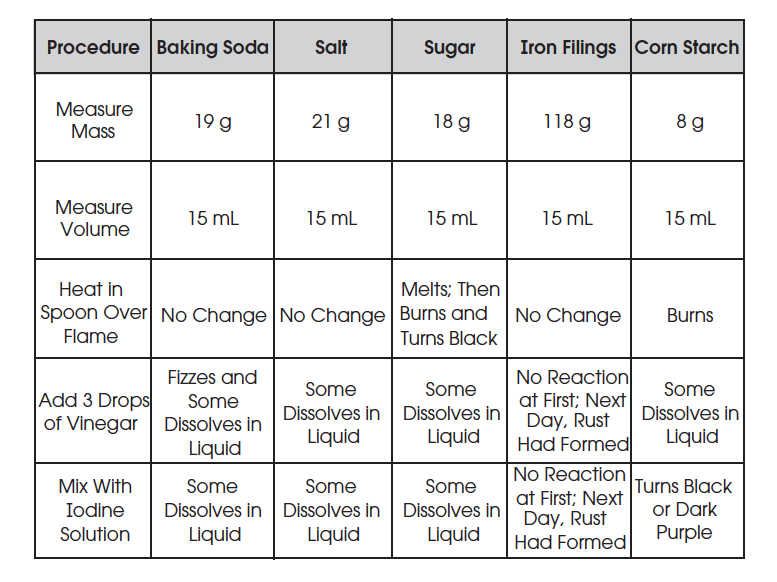 Procedure Baking Soda Salt Sugar Iron Filings Corn Starch
Measure
Mass
19 g
21 g
18 g
118 g
8 g
Measure
Volume
15 mL
15 mL
15 mL
15 mL
15 mL
Heat in
Spoon Over
Flame
No Change
No Change
Melts; Then
Burns and
Turns Black
No Change
Burns
Add 3 Drops
of Vinegar
Fizzes and
Some
Dissolves in
Liquid
Some
Dissolves in
Liquid
Some
Dissolves in
Liquid
No Reaction
at First; Next
Day, Rust
Had Formed
Some
Dissolves in
Liquid
Mix With
Iodine
Solution
Some
Dissolves in
Liquid
Some
Dissolves in
Liquid
Some
Dissolves in
Liquid
No Reaction
at First; Next
Day, Rust
Had Formed
Turns Black
or Dark
Purple